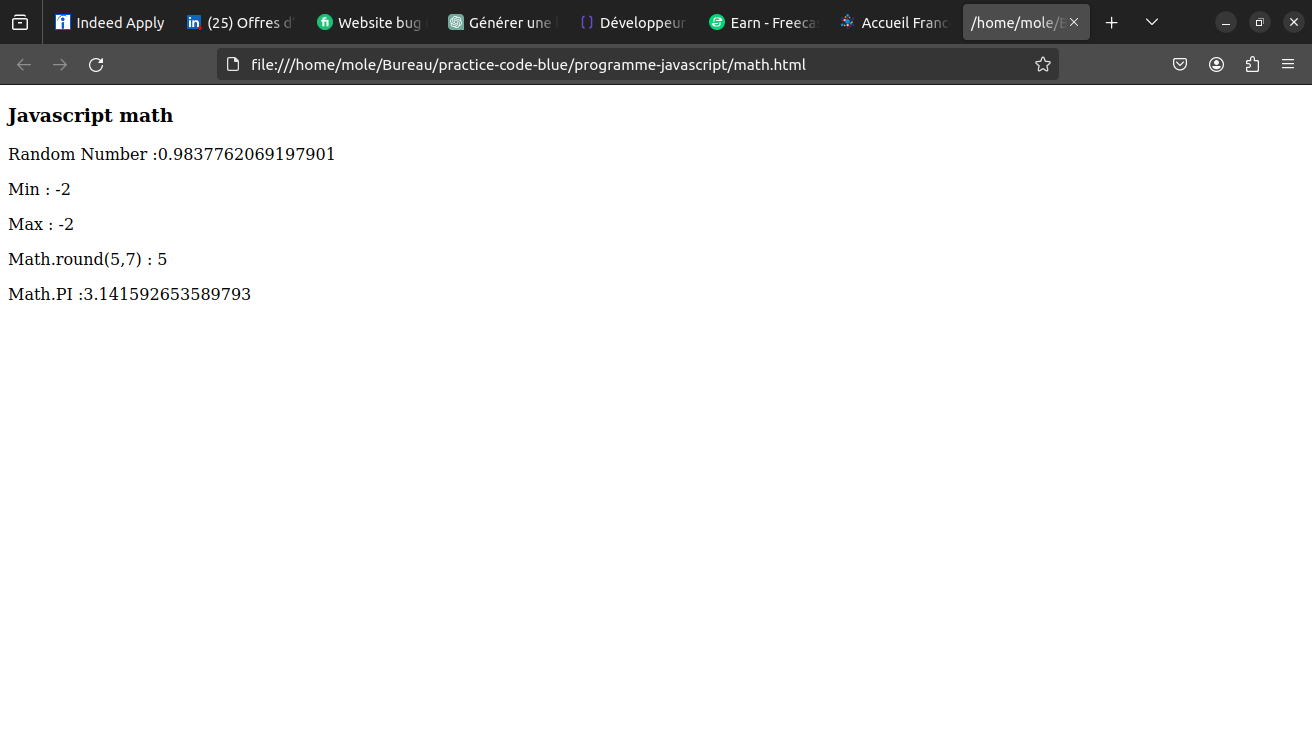 Indeed Apply
(25) Offres d'
Website bug
Générer une
Développeur
Earn - Freecas
Accueil Franc
/home/mole/B
file:///home/mole/Bureau/practice-code-blue/programme-javascript/math.html
Javascript math
Random Number :0.9837762069197901
Min : -2
Max : -2
Math.round(5,7) : 5
Math.PI :3.141592653589793